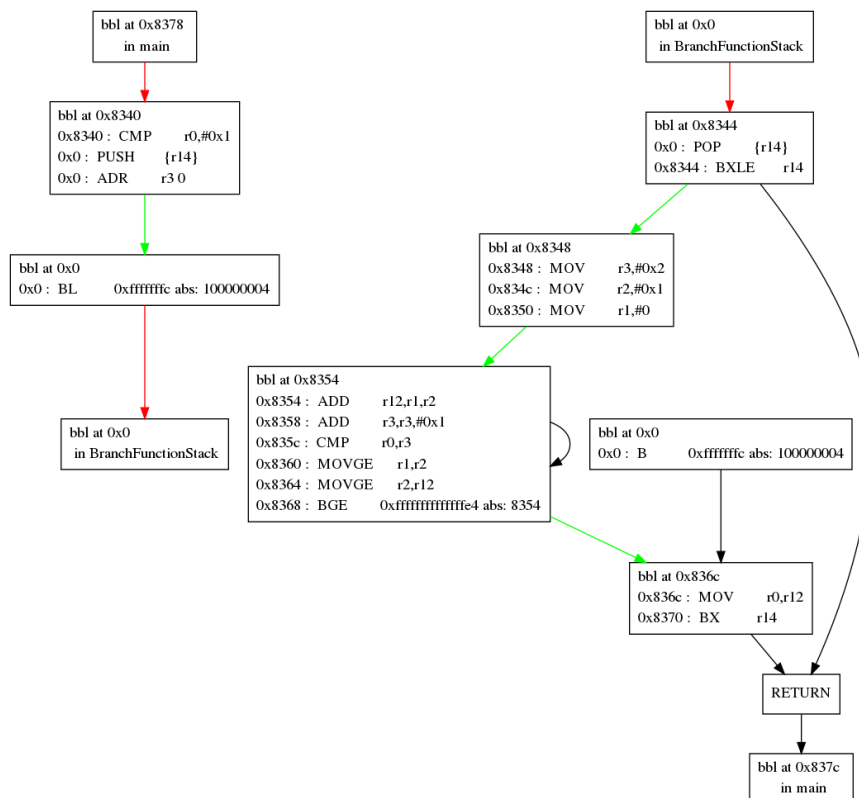 bbl at 0x8378
in main
bbl at 0x0
in BranchFunctionStack
bbl at 0x8340
0x8340 : CMP r0,#0x1
0x0 : PUSH {r14}
0x0 : ADR r3 0
bbl at 0x8344
0x0 : POP {r14}
0x8344 : BXLE r14
bbl at 0x0
0x0 : BL 0xfffffffc abs: 100000004
bbl at 0x8348
0x8348 : MOV r3,#0x2
0x834c : MOV r2,#0x1
0x8350 : MOV r1,#0
bbl at 0x8354
0x8354 : ADD r12,r1,r2
0x8358 : ADD r3,r3,#0x1
0x835c : CMP r0,r3
0x8360 : MOVGE r1,r2
0x8364 : MOVGE r2,r12
0x8368 : BGE 0xffffffffffffffe4 abs: 8354
bbl at 0x0
in BranchFunctionStack
bbl at 0x0
0x0 : B 0xfffffffc abs: 100000004
bbl at 0x836c
0x836c : MOV r0,r12
0x8370 : BX r14
RETURN
bbl at 0x837c
in main